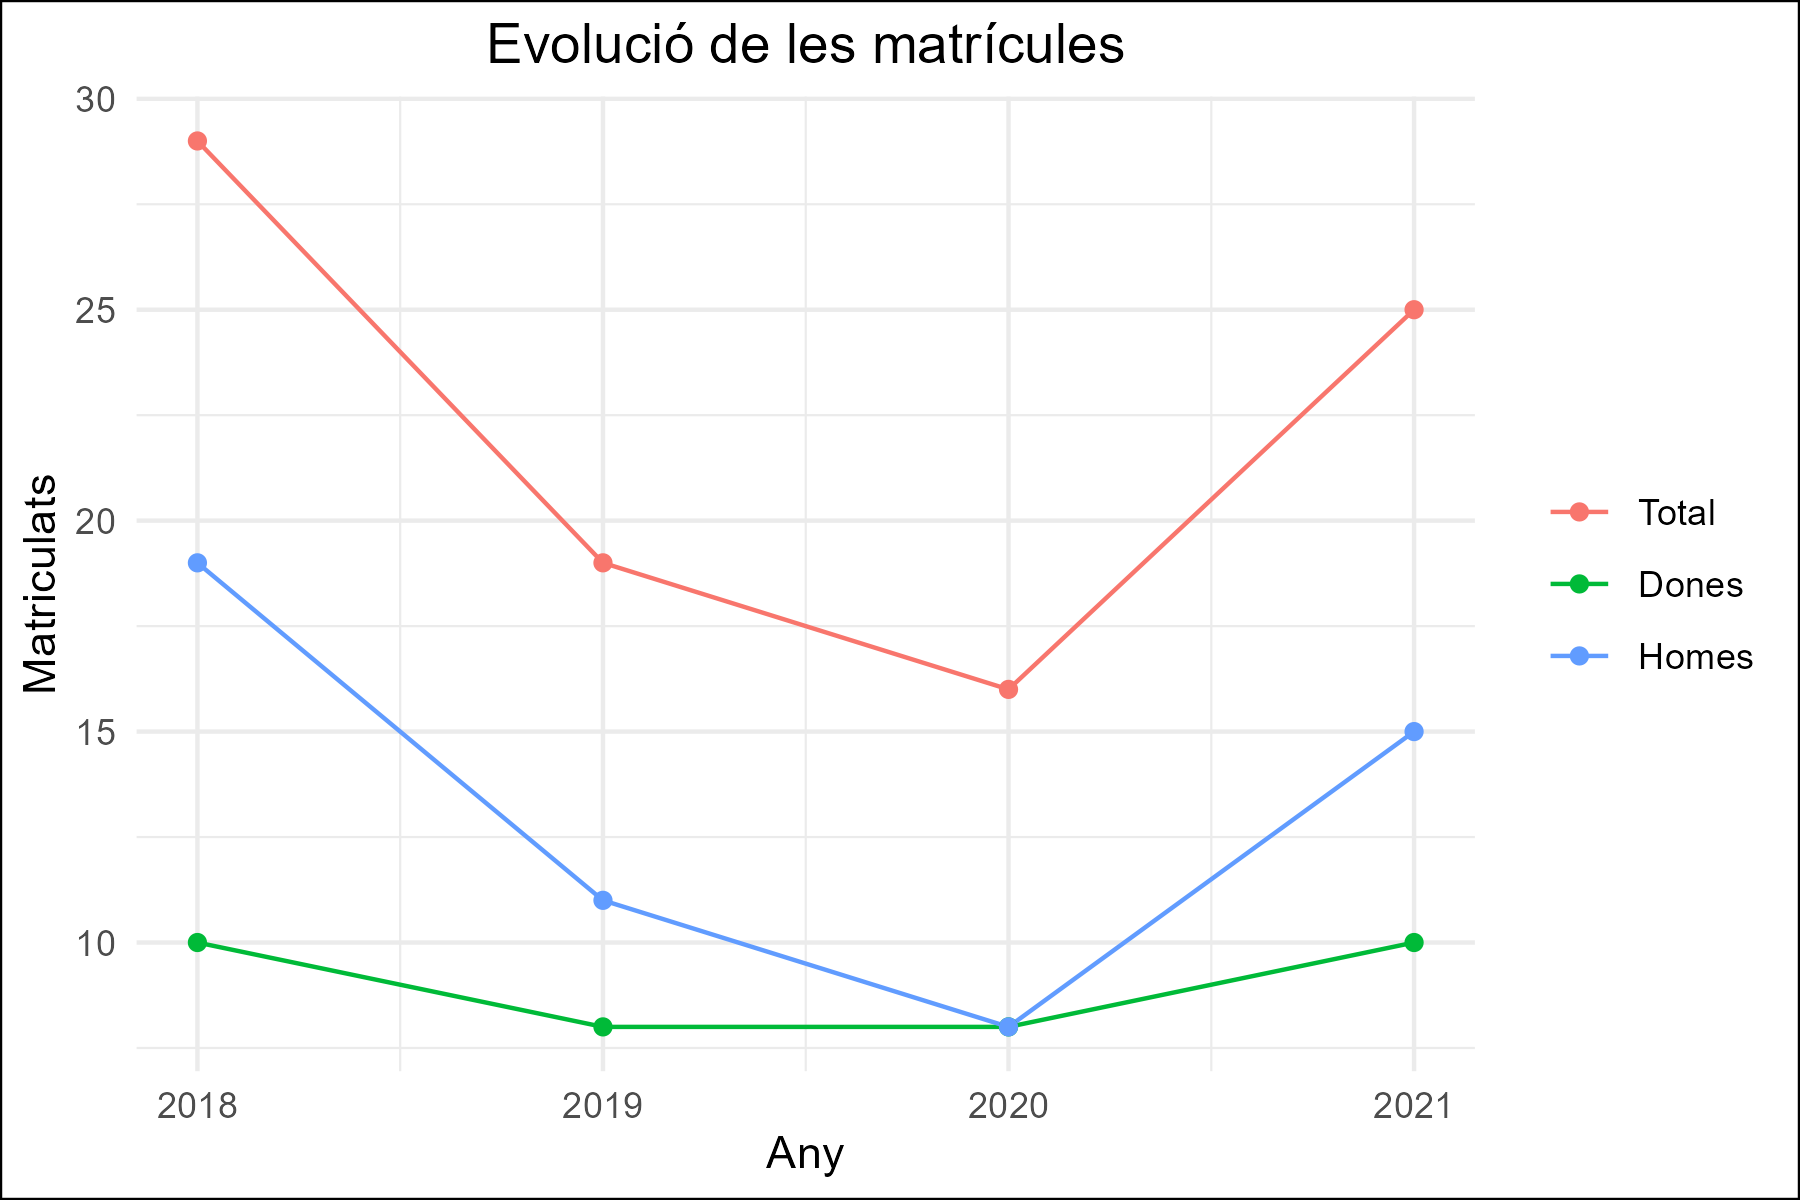 Evolució de les matrícules
30
25
20
15
10
Matriculats
2018
2019
2020
2021
Any
Total
Dones
Homes